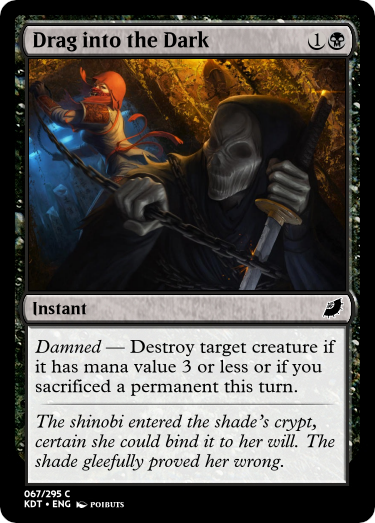 Drag into the Dark 1
Instant
Damned — Destroy target creature if
it has mana value 3 or less or if you
sacrificed a permanent this turn.
The shinobi entered the shade's crypt,
certain she could bind it to her will. The
shade gleefully proved her wrong.
067/295 C
KDT • ENG POIBUTS